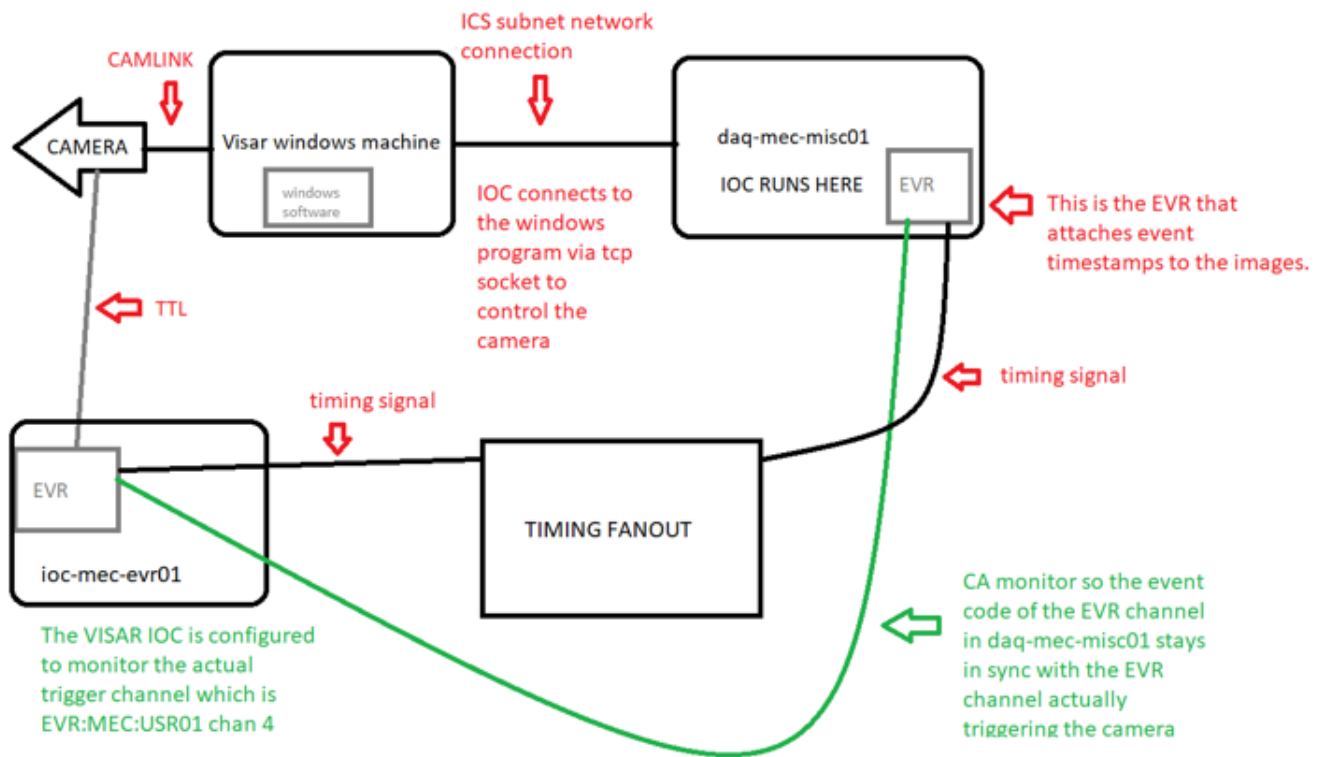 ICS subnet network
connection
CAMLINK
CAMERA
Visar windows machine
windows
software
daq-mec-misc01
IOC RUNS HERE
EVR
IOC connects to
the windows
program via tcp
socket to
control the
camera
This is the EVR that
attaches event
timestamps to the images.
TTL
timing signal
timing signal
EVR
ioc-mec-evr01
TIMING FANOUT
The VISAR IOC is configured
to monitor the actual
trigger channel which is
EVR:MEC:USR01 chan 4
CA monitor so the event
code of the EVR channel
in daq-mec-misc01 stays
in sync with the EVR
channel actually
triggering the camera